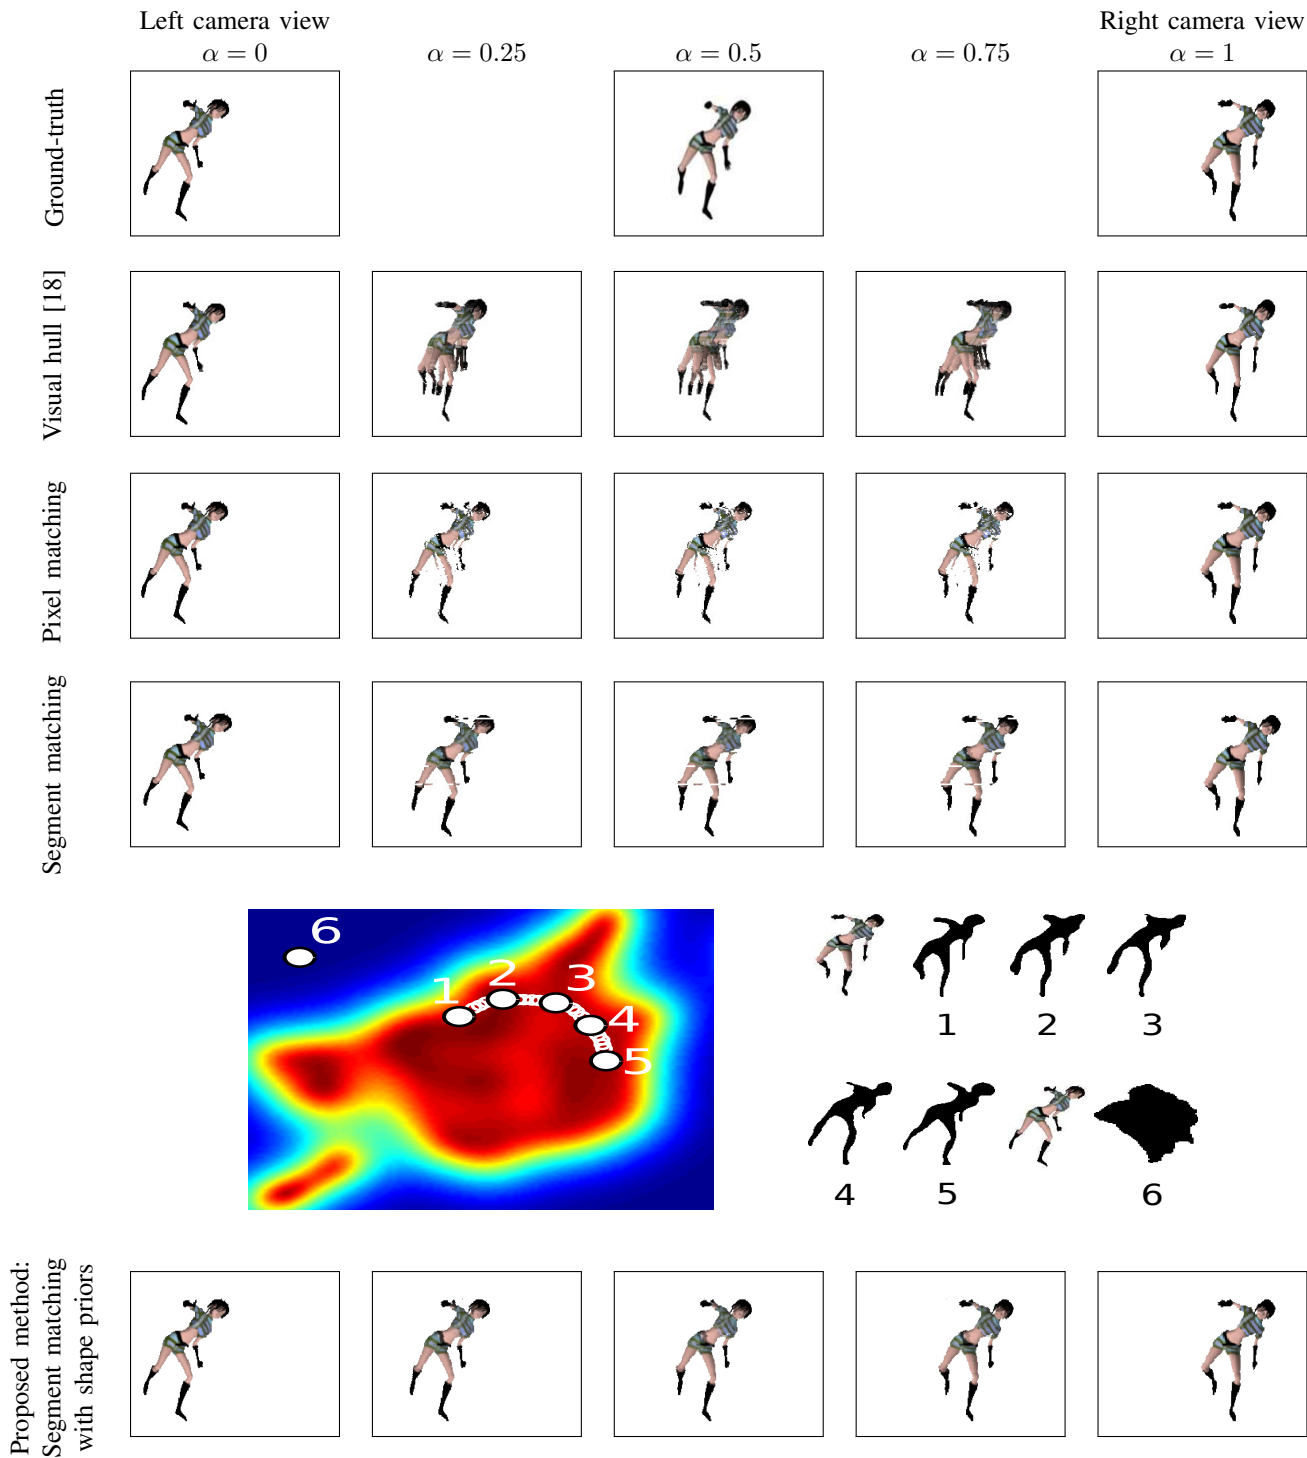 Left camera view
Right camera view
α = 0
α = 0.25
α = 0.5
α = 0.75
α = 1
Ground-truth
Visual hull [18]
Pixel matching
Segment matching
6
1
2
3
4
5
1
2
3
4
5
6
Proposed method:
Segment matching
with shape priors